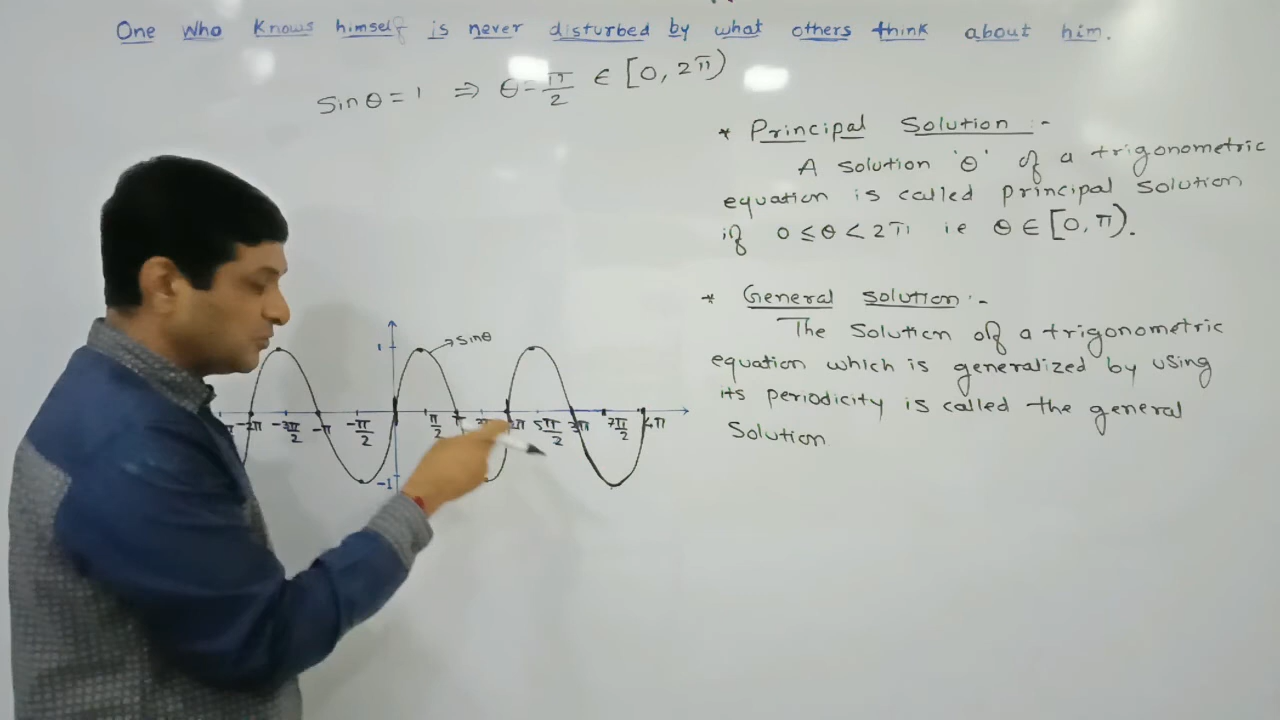 One who knows himself is never disturbed by what others think about him.
Sinθ = 1 ⇒ θ = π/2 ∈ [0, 2π)
* Principal Solution :-
A solution 'θ' of a trigonometric
equation is called principal solution
if 0 ≤ θ < 2π ie θ ∈ [0, π).
* General solution :-
The solution of a trigonometric
equation which is generalized by using
its periodicity is called the general
Solution
1
sinθ
-2π -3π/2 -π -π/2 π/2 π 5π/2 3π 7π/2 4π
-1